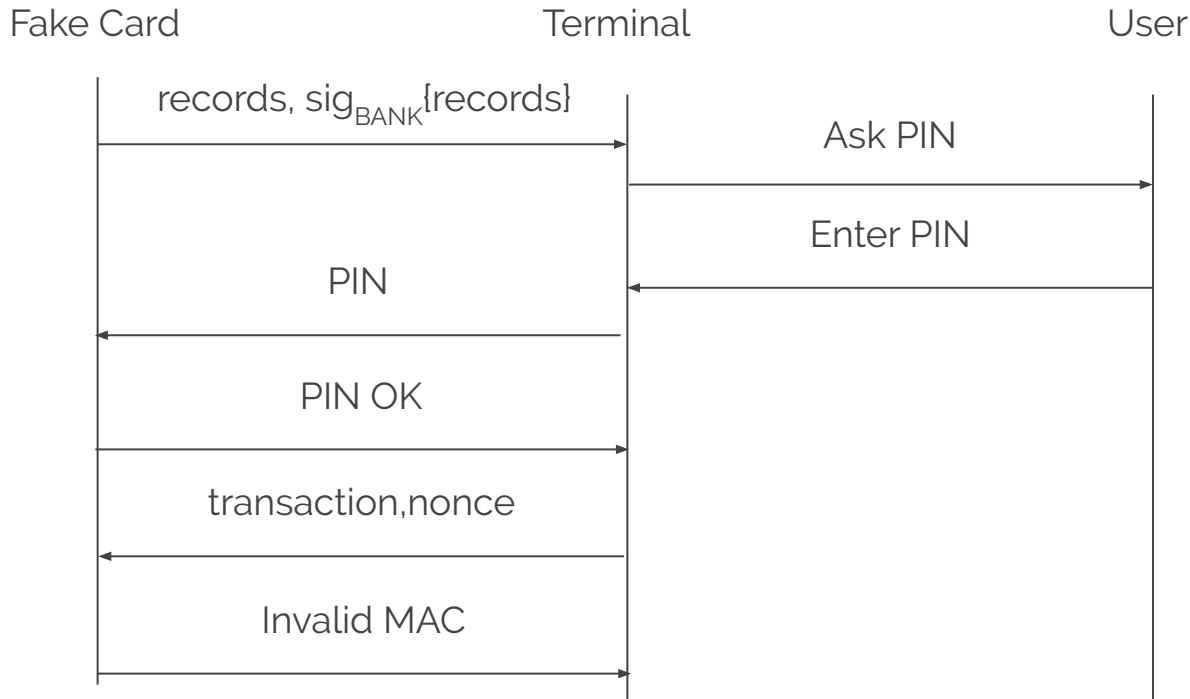 Fake Card
Terminal
User
records, sig_BANK{records}
Ask PIN
Enter PIN
PIN
PIN OK
transaction,nonce
Invalid MAC